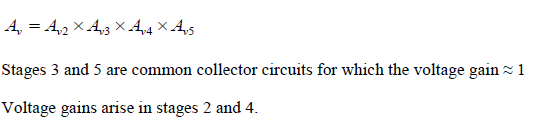 A_v = A_v2 × A_v3 × A_v4 × A_v5
Stages 3 and 5 are common collector circuits for which the voltage gain ≈ 1
Voltage gains arise in stages 2 and 4.